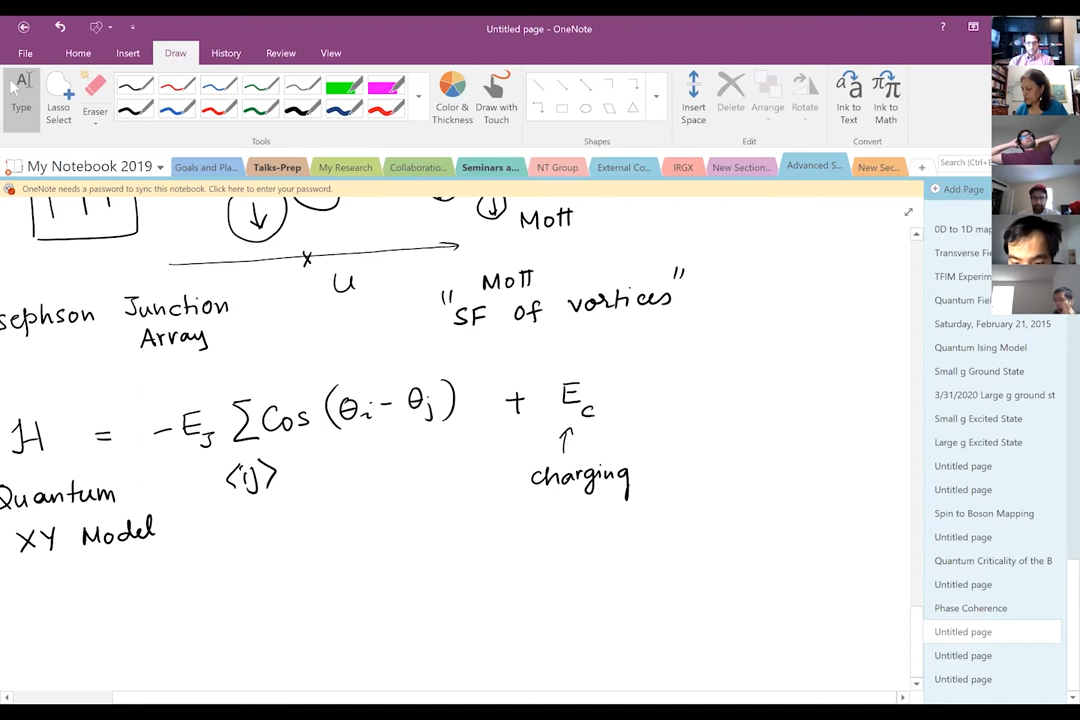 Untitled page - OneNote
?
File
Home
Insert
Draw
History
Review
View
Type
Lasso
Select
Eraser
Color &
Thickness
Draw with
Touch
Insert
Space
Delete
Arrange
Rotate
Ink to
Text
Ink to
Math
Tools
Shapes
Edit
Convert
My Notebook 2019
Goals and Pla...
Talks-Prep
My Research
Collaboratio...
Seminars a...
NT Group
External Co...
IRGX
New Section...
Advanced S...
New Sec...
Search (Ctrl+E
OneNote needs a password to sync this notebook. Click here to enter your password.
Add Page
Mott
U
Mott
"SF of vortices"
sephson Junction
Array
H = - E_J ∑ Cos (θ_i - θ_j) + E_c
<ij>
charging
Quantum
XY Model
0D to 1D map
Transverse Fi
TFIM Experim
Quantum Fiel
Saturday, February 21, 2015
Quantum Ising Model
Small g Ground State
3/31/2020 Large g ground st
Small g Excited State
Large g Excited State
Untitled page
Untitled page
Spin to Boson Mapping
Untitled page
Quantum Criticality of the B
Untitled page
Phase Coherence
Untitled page
Untitled page
Untitled page